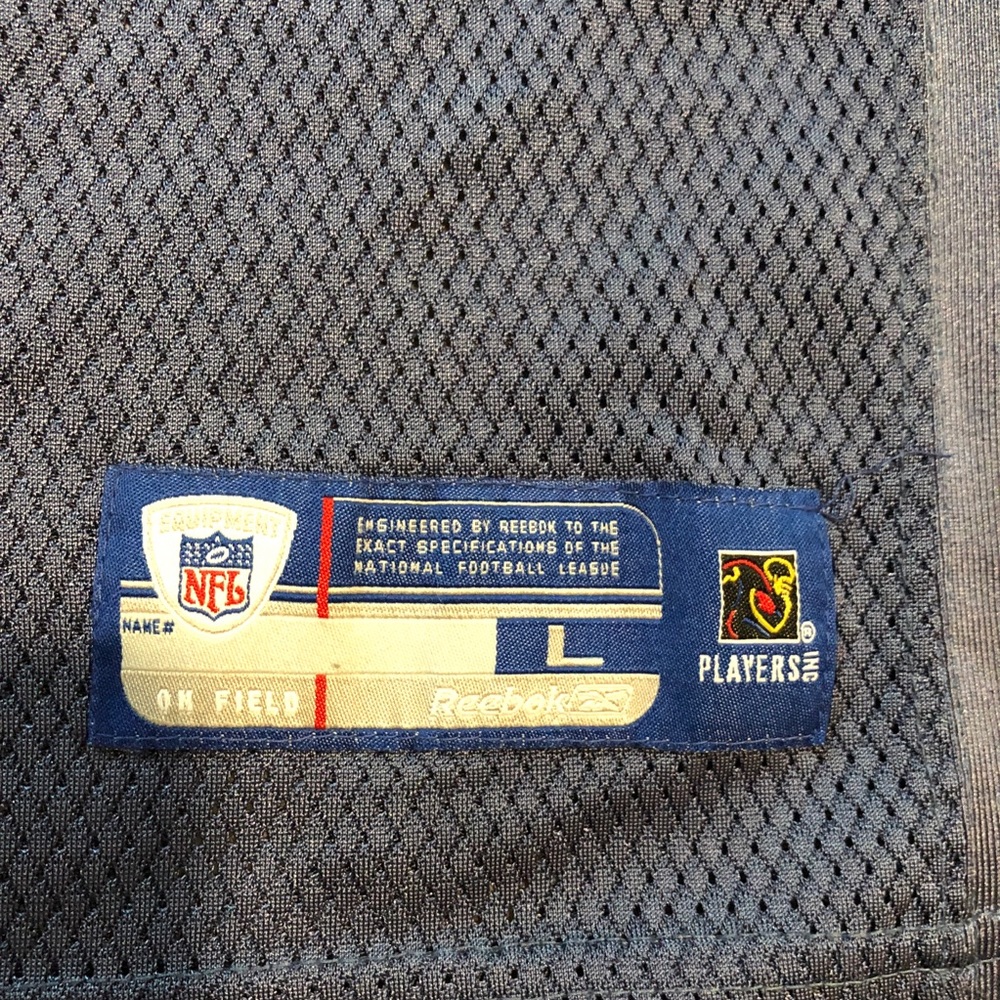 EQUIPMENT
NFL
ENGINEERED BY REEBOK TO THE
EXACT SPECIFICATIONS OF THE
NATIONAL FOOTBALL LEAGUE
NAME#
L
ON FIELD
Reebok
PLAYERS INC®